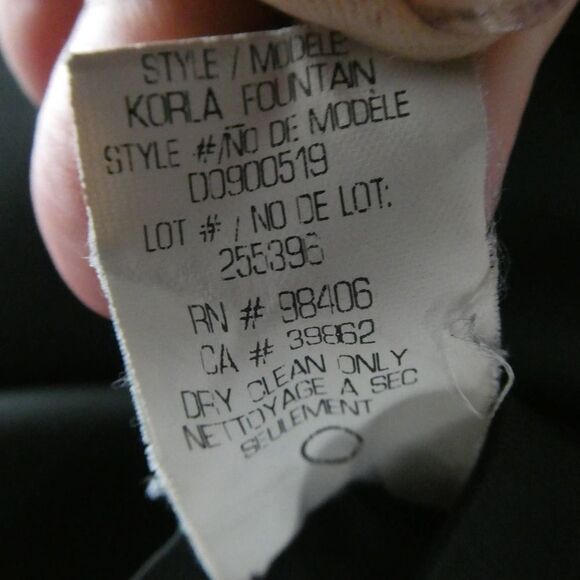 STYLE / MODÈLE
KORLA FOUNTAIN
STYLE #/NO DE MODÈLE
D0900519
LOT # / NO DE LOT:
255396
RN # 98406
CA # 39862
DRY CLEAN ONLY
NETTOYAGE A SEC
SEULEMENT